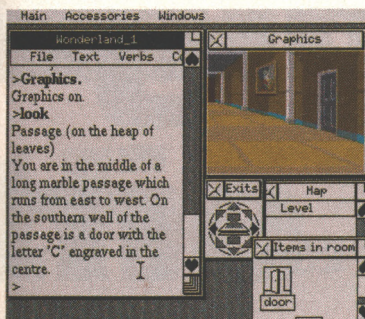 Main Accessories Windows
Wonderland_1
File Text Verbs
>Graphics.
Graphics on.
>look
Passage (on the heap of
leaves)
You are in the middle of a
long marble passage which
runs from east to west. On
the southern wall of the
passage is a door with the
letter "C" engraved in the
centre.
>
Graphics
Exits
Map
Level
Items in room
door